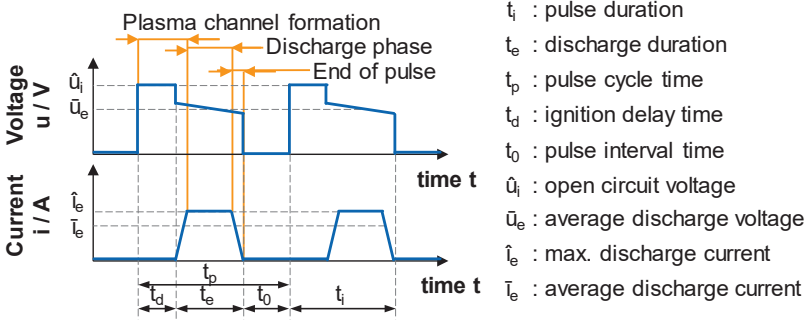 Plasma channel formation
Discharge phase
End of pulse
Voltage
u / V
û_i
ū_e
time t
Current
i / A
î_e
ī_e
time t
t_p
t_d
t_e
t_0
t_i
t_i : pulse duration
t_e : discharge duration
t_p : pulse cycle time
t_d : ignition delay time
t_0 : pulse interval time
û_i : open circuit voltage
ū_e : average discharge voltage
î_e : max. discharge current
ī_e : average discharge current